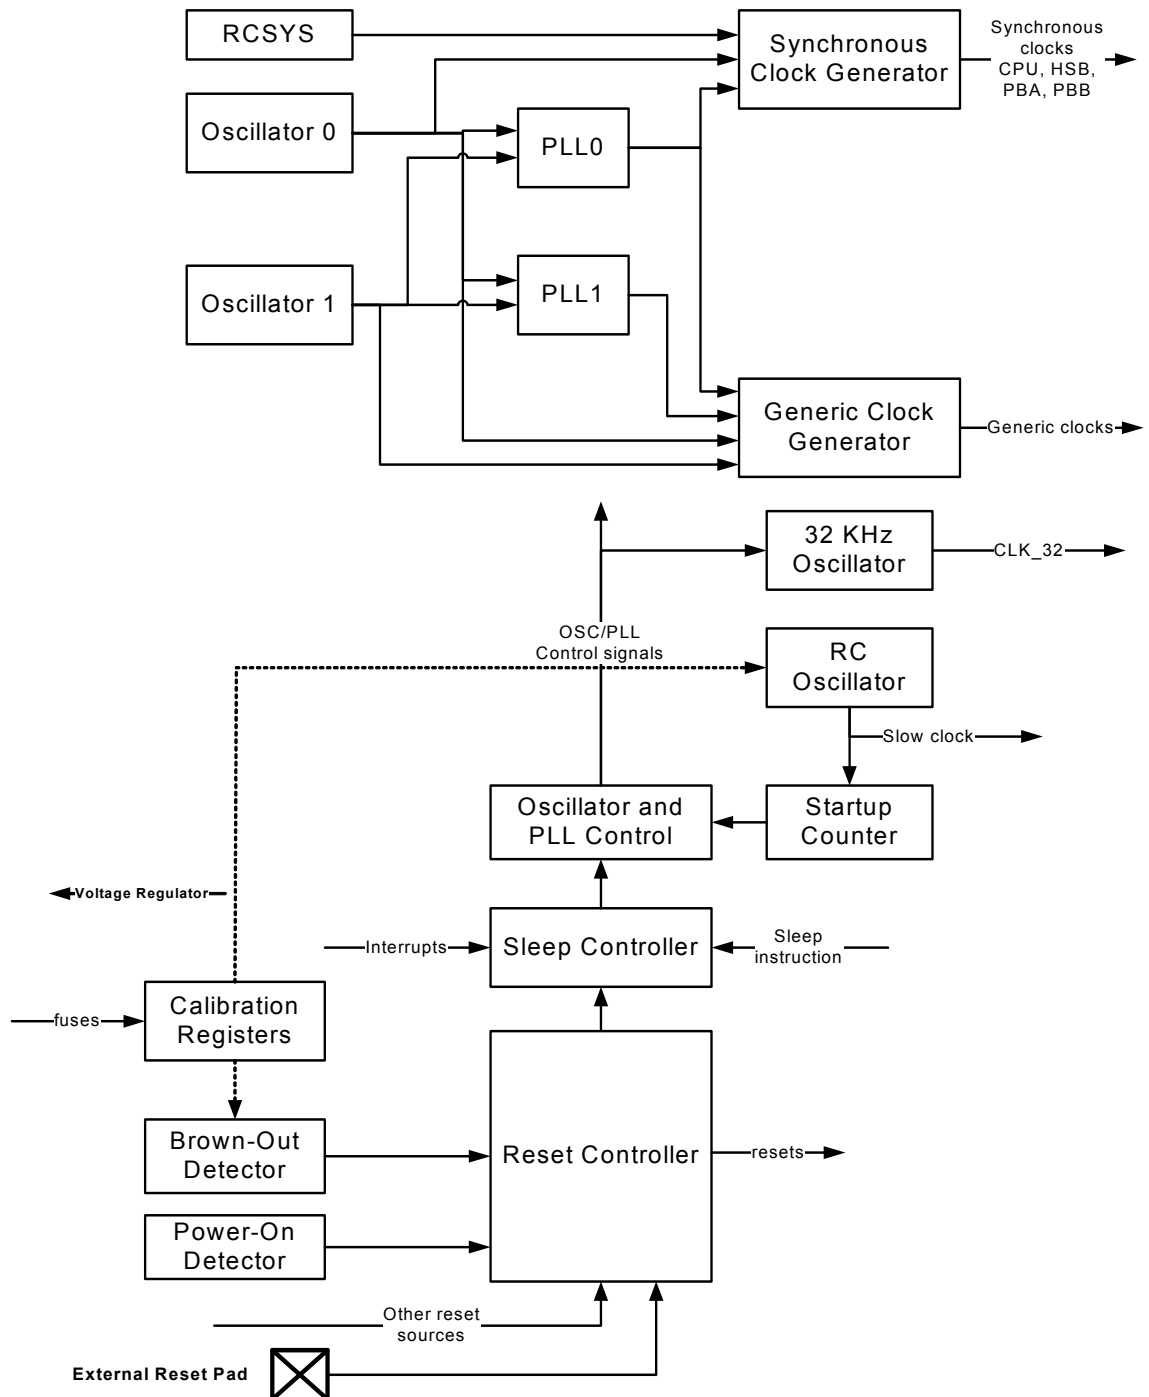 RCSYS
Synchronous
Clock Generator
Synchronous
clocks
CPU, HSB,
PBA, PBB
Oscillator 0
PLL0
Oscillator 1
PLL1
Generic Clock
Generator
Generic clocks
32 KHz
Oscillator
CLK_32
OSC/PLL
Control signals
RC
Oscillator
Slow clock
Oscillator and
PLL Control
Startup
Counter
Voltage Regulator
Interrupts
Sleep Controller
Sleep
instruction
fuses
Calibration
Registers
Brown-Out
Detector
Reset Controller
resets
Power-On
Detector
Other reset
sources
External Reset Pad